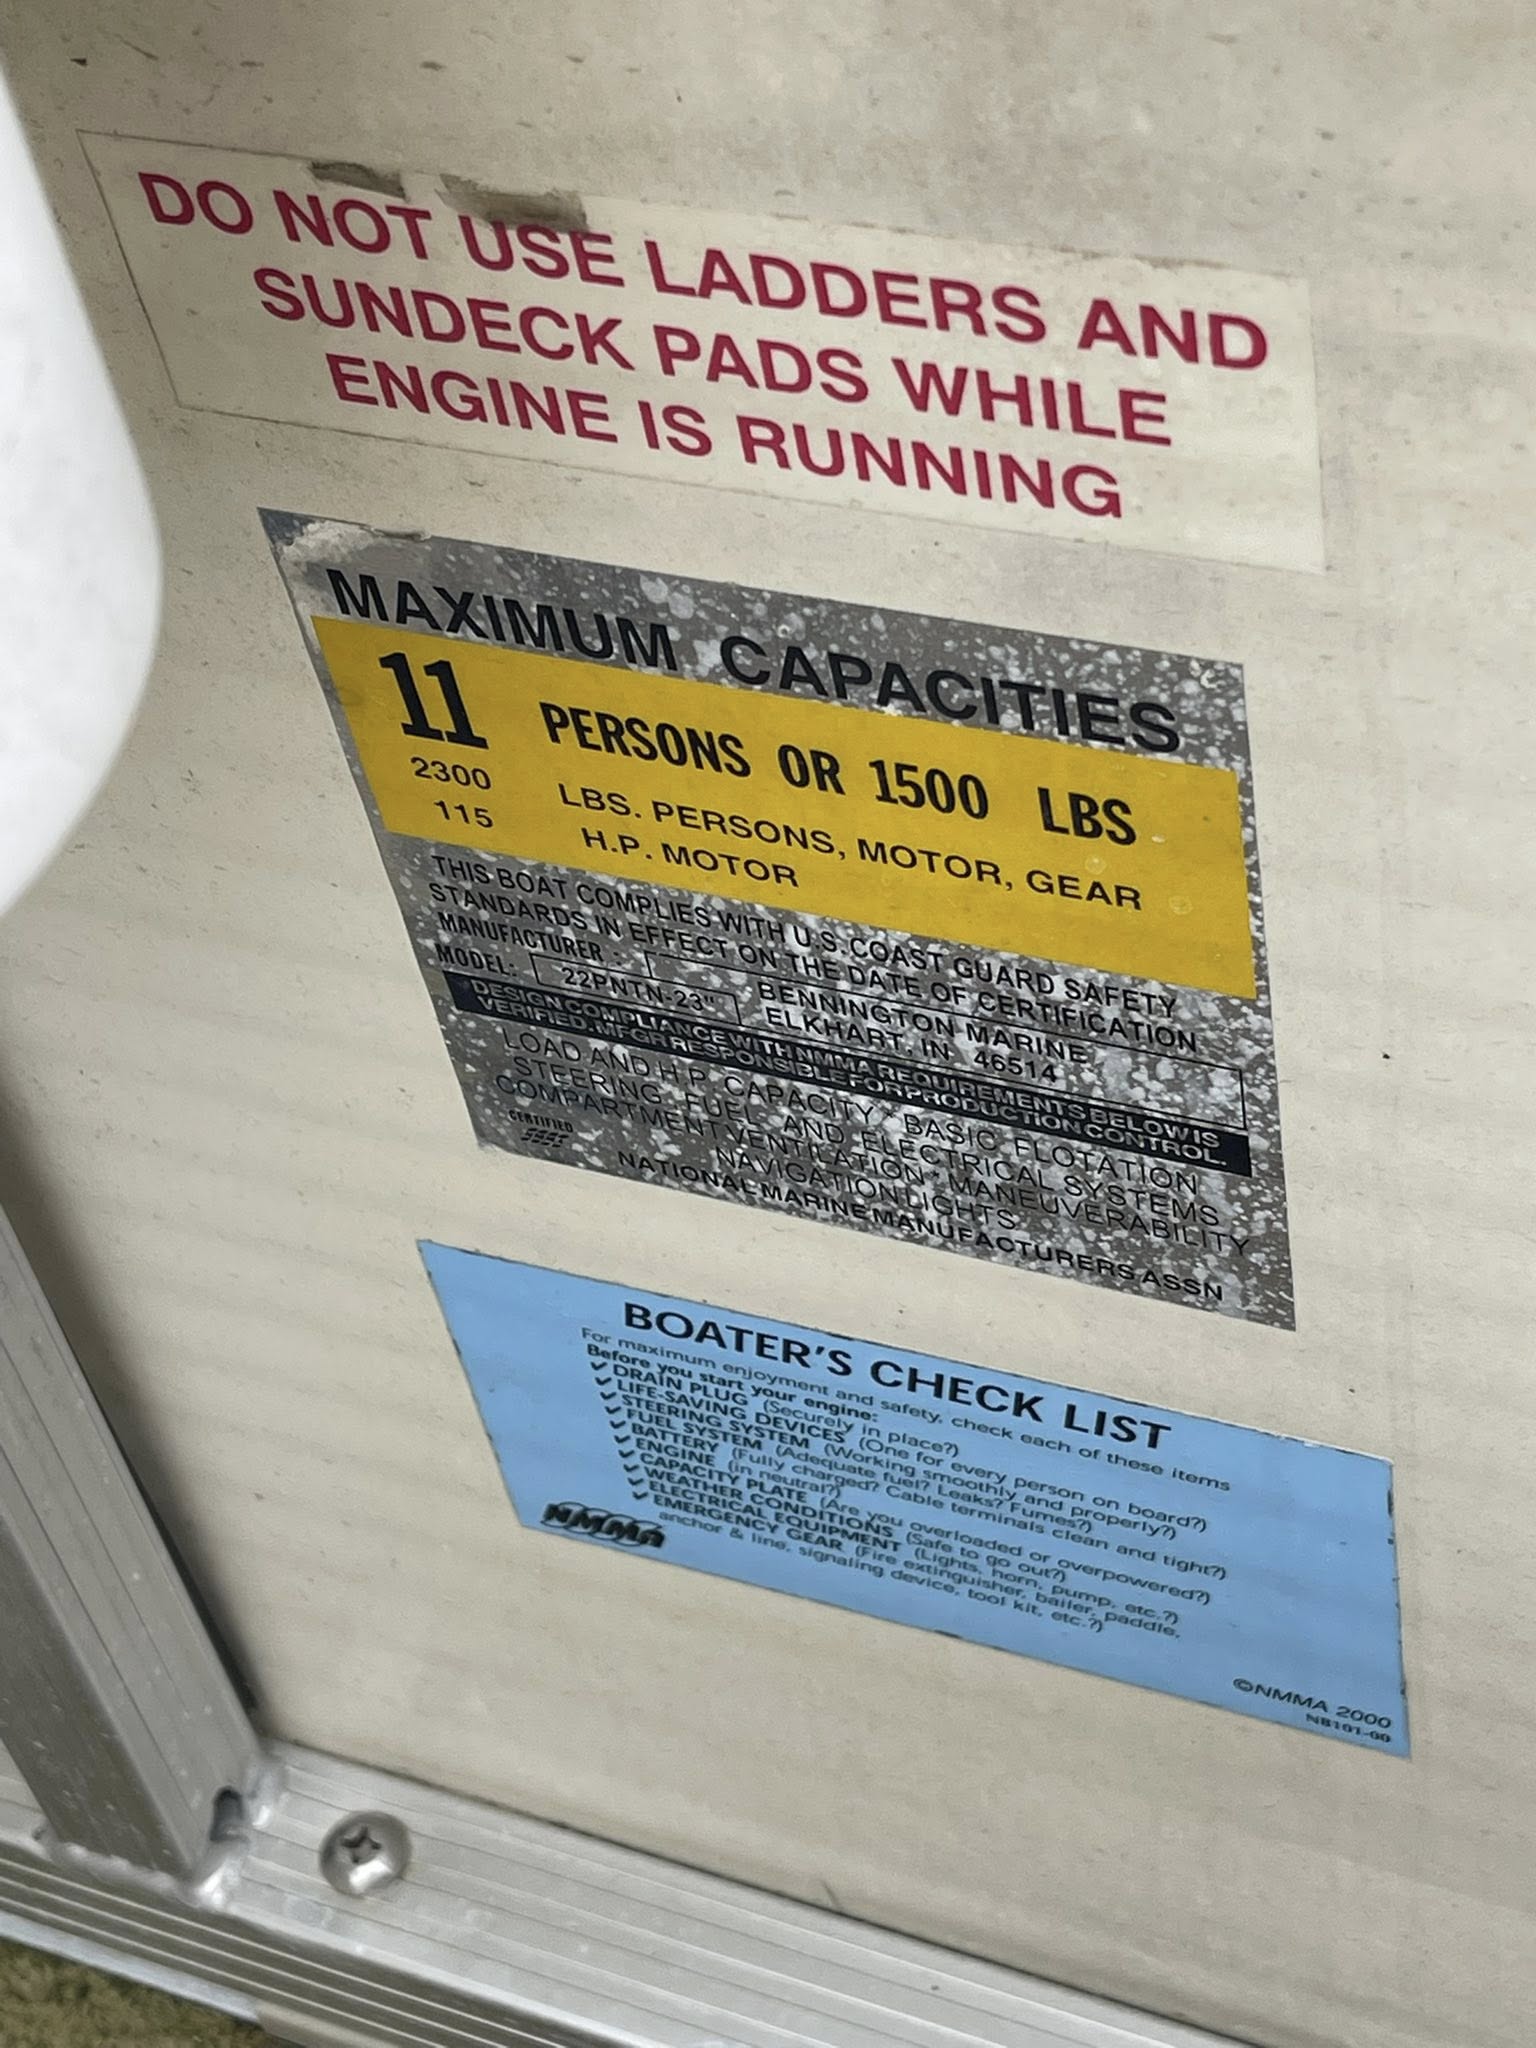 DO NOT USE LADDERS AND
SUNDECK PADS WHILE
ENGINE IS RUNNING
MAXIMUM CAPACITIES
11 PERSONS OR 1500 LBS
2300 LBS. PERSONS, MOTOR, GEAR
115 H.P. MOTOR
THIS BOAT COMPLIES WITH U.S. COAST GUARD SAFETY
STANDARDS IN EFFECT ON THE DATE OF CERTIFICATION
MANUFACTURER : BENNINGTON MARINE
ELKHART, IN 46514
MODEL: 22PNTN-23"
DESIGN COMPLIANCE WITH NMMA REQUIREMENTS BELOW IS
VERIFIED. MFGR RESPONSIBLE FOR PRODUCTION CONTROL.
LOAD AND H.P. CAPACITY * BASIC FLOTATION
STEERING, FUEL, AND ELECTRICAL SYSTEMS
COMPARTMENT VENTILATION * MANEUVERABILITY
NAVIGATION LIGHTS
CERTIFIED
NATIONAL MARINE MANUFACTURERS ASSN
BOATER'S CHECK LIST
For maximum enjoyment and safety, check each of these items
Before you start your engine:
✓ DRAIN PLUG (Securely in place?)
✓ LIFE-SAVING DEVICES (One for every person on board?)
✓ STEERING SYSTEM (Working smoothly and properly?)
✓ FUEL SYSTEM (Adequate fuel? Leaks? Fumes?)
✓ BATTERY (Fully charged? Cable terminals clean and tight?)
✓ ENGINE (in neutral?)
✓ CAPACITY PLATE (Are you overloaded or overpowered?)
✓ WEATHER CONDITIONS (Safe to go out?)
✓ ELECTRICAL EQUIPMENT (Lights, horn, pump, etc.?)
✓ EMERGENCY GEAR (Fire extinguisher, bailer, paddle,
anchor & line, signaling device, tool kit, etc.?)
NMMA
©NMMA 2000
NB101-00